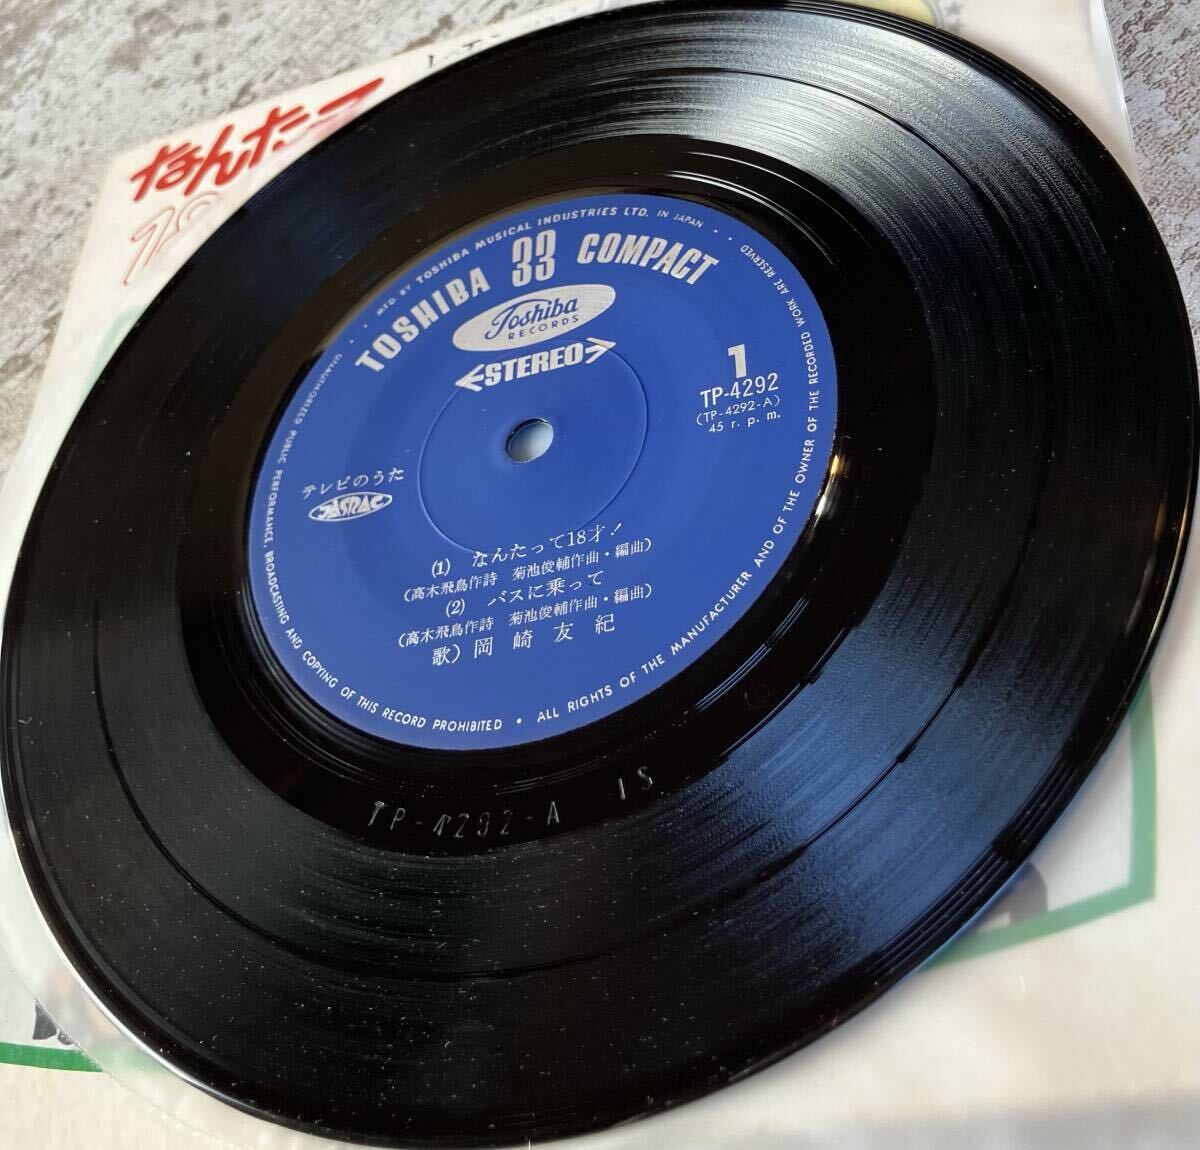 なんたって
18
MFD. BY TOSHIBA MUSICAL INDUSTRIES LTD. IN JAPAN
TOSHIBA 33 COMPACT
Toshiba
RECORDS
STEREO
1
TP-4292
(TP-4292-A)
45 r.p.m.
テレビのうた
JASRAC
(1) なんたって18才!
(高木飛鳥作詩 菊池俊輔作曲・編曲)
(2) バスに乗って
(高木飛鳥作詩 菊池俊輔作曲・編曲)
歌) 岡崎友紀
UNAUTHORIZED PUBLIC PERFORMANCE, BROADCASTING AND COPYING OF THIS RECORD PROHIBITED • ALL RIGHTS OF THE MANUFACTURER AND OF THE OWNER OF THE RECORDED WORK ARE RESERVED
TP-4292-A 1S